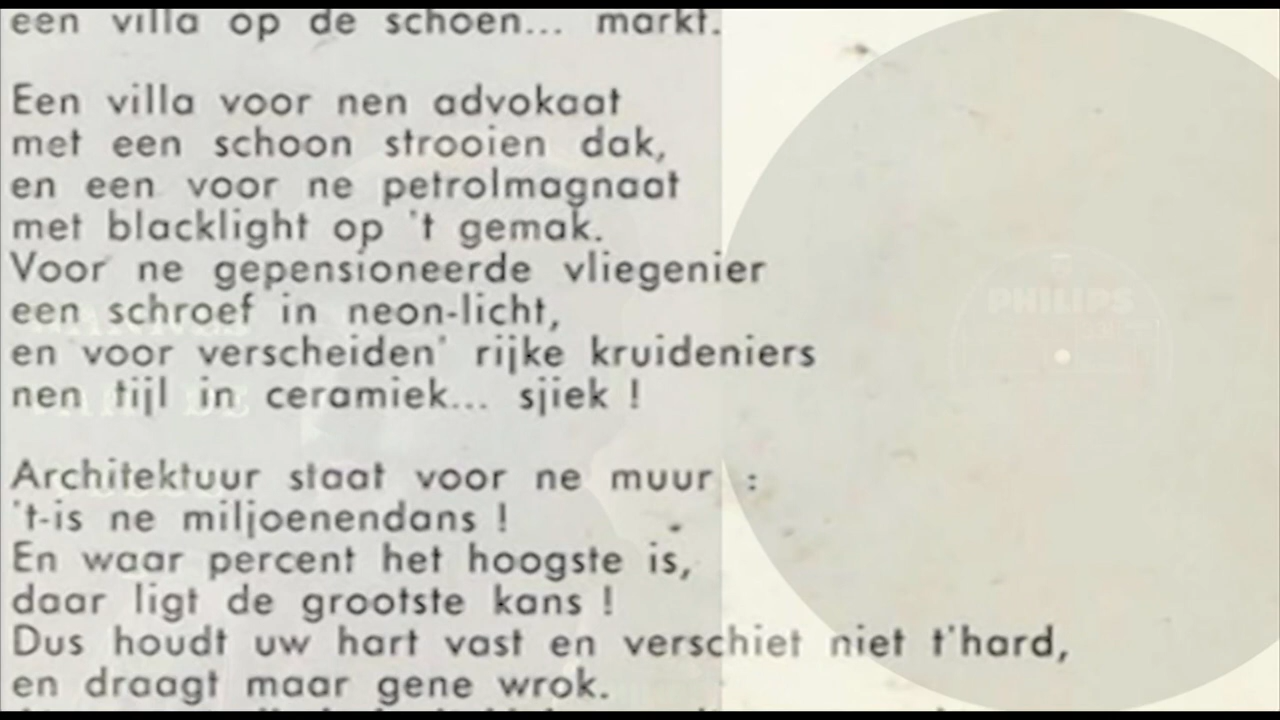 een villa op de schoen... markt.
Een villa voor nen advokaat
met een schoon strooien dak,
en een voor ne petrolmagnaat
met blacklight op 't gemak.
Voor ne gepensioneerde vliegenier
een schroef in neon-licht,
en voor verscheiden' rijke kruideniers
nen tijl in ceramiek... sjiek !
Architektuur staat voor ne muur :
't-is ne miljoenendans !
En waar percent het hoogste is,
daar ligt de grootste kans !
Dus houdt uw hart vast en verschiet niet t'hard,
en draagt maar gene wrok.
PHILIPS